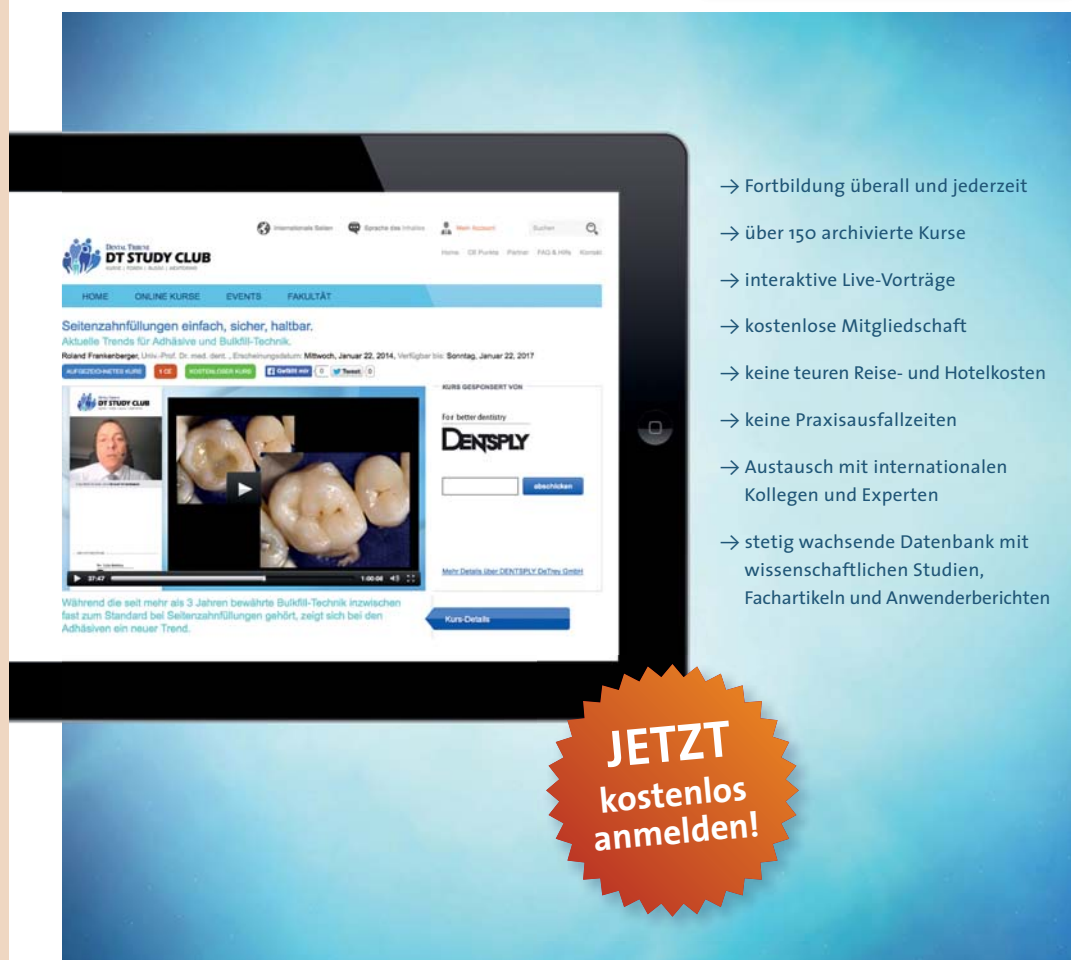 Internationale Seiten Sprache des Inhaltes Mein Account Suchen
DENTAL TRIBUNE
DT STUDY CLUB
Home CE Punkte Partner FAQ & Hilfe Kontakt
HOME ONLINE KURSE EVENTS FAKULTÄT
Seitenzahnfüllungen einfach, sicher, haltbar.
Aktuelle Trends für Adhäsive und Bulkfill-Technik.
Roland Frankenberger, Univ.-Prof. Dr. med. dent. , Erscheinungsdatum: Mittwoch, Januar 22, 2014, Verfügbar bis: Sonntag, Januar 22, 2017
AUFGEZEICHNETES KURS 1 CE KOSTENLOSER KURS Gefällt mir 0 Tweet 0
DT STUDY CLUB
KURS GESPONSERT VON
For better dentistry
DENTSPLY
abschicken
37:47 1:00:08
Mehr Details über DENTSPLY DeTrey GmbH
Während die seit mehr als 3 Jahren bewährte Bulkfill-Technik inzwischen
fast zum Standard bei Seitenzahnfüllungen gehört, zeigt sich bei den
Adhäsiven ein neuer Trend.
Kurs-Details
→ Fortbildung überall und jederzeit
→ über 150 archivierte Kurse
→ interaktive Live-Vorträge
→ kostenlose Mitgliedschaft
→ keine teuren Reise- und Hotelkosten
→ keine Praxisausfallzeiten
→ Austausch mit internationalen
Kollegen und Experten
→ stetig wachsende Datenbank mit
wissenschaftlichen Studien,
Fachartikeln und Anwenderberichten
JETZT
kostenlos
anmelden!